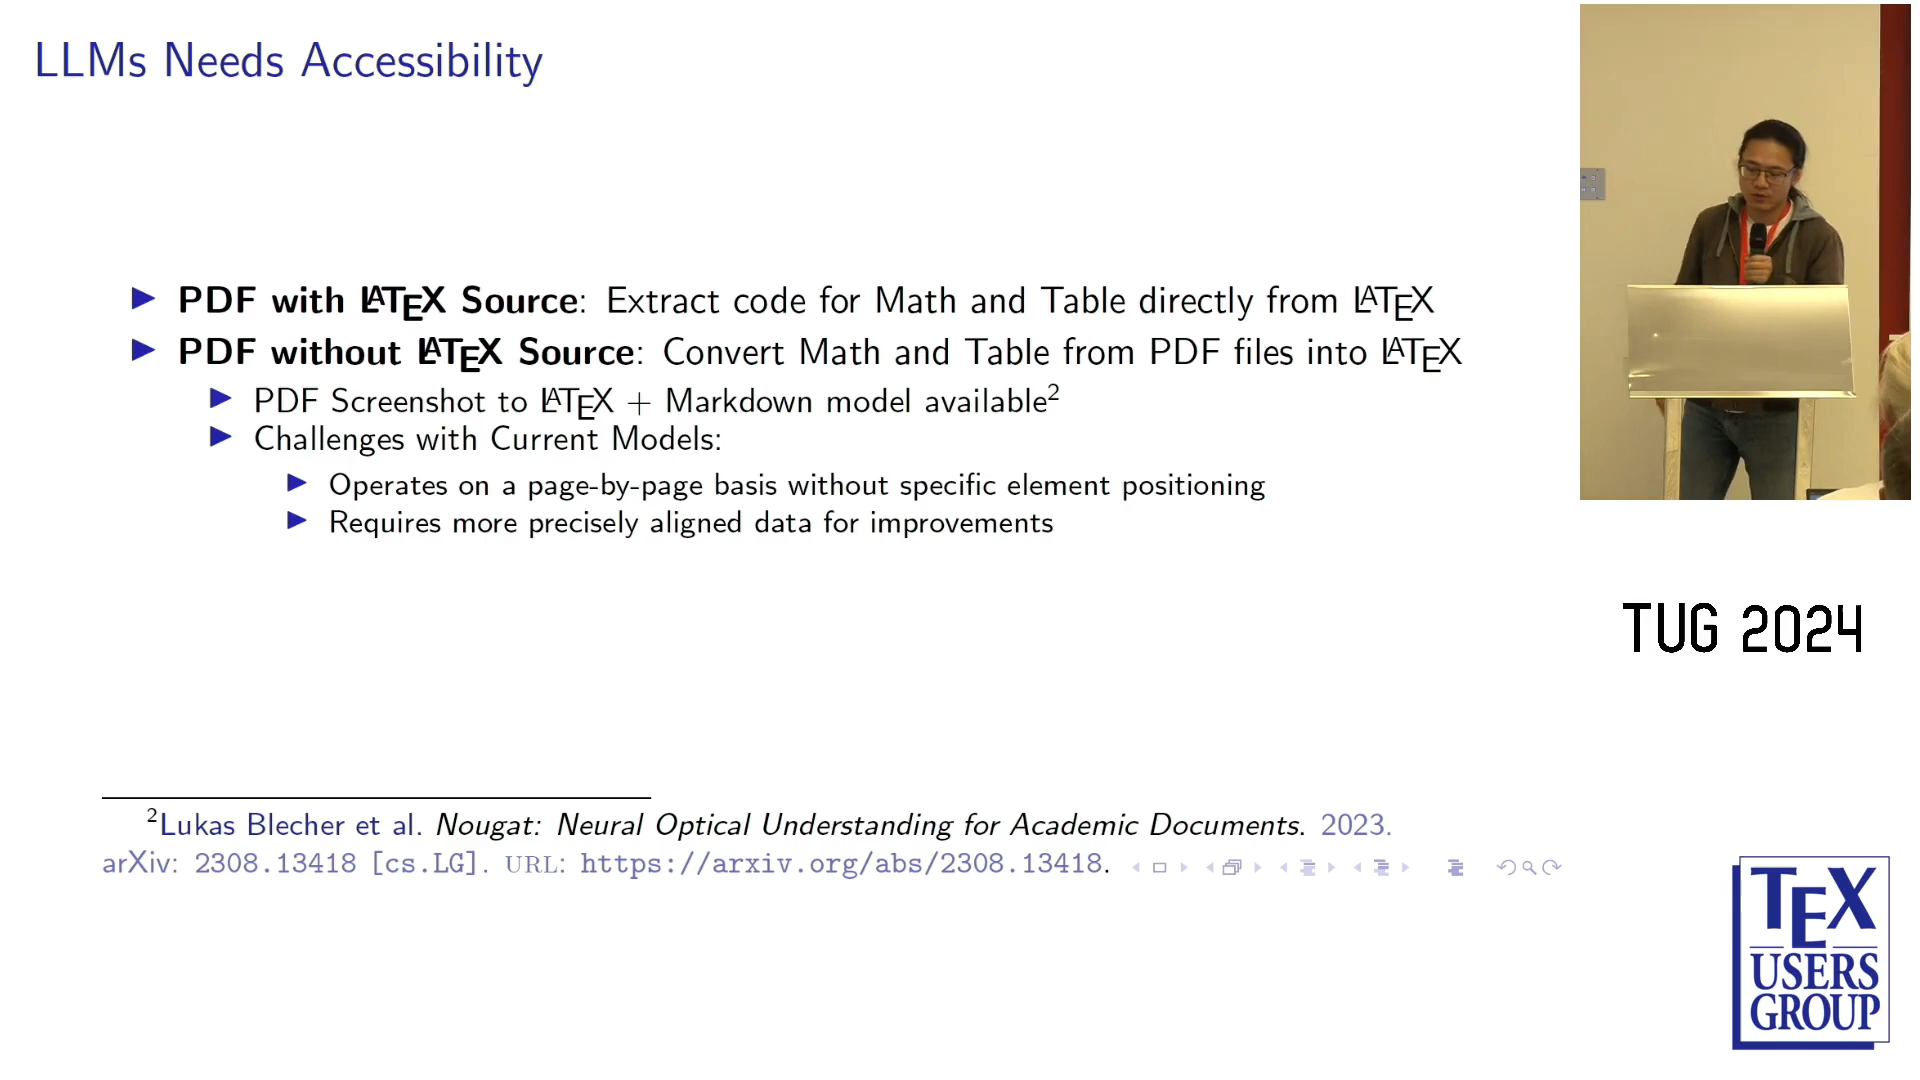 LLMs Needs Accessibility
▶ PDF with LATEX Source: Extract code for Math and Table directly from LATEX
▶ PDF without LATEX Source: Convert Math and Table from PDF files into LATEX
▶ PDF Screenshot to LATEX + Markdown model available²
▶ Challenges with Current Models:
▶ Operates on a page-by-page basis without specific element positioning
▶ Requires more precisely aligned data for improvements
²Lukas Blecher et al. Nougat: Neural Optical Understanding for Academic Documents. 2023.
arXiv: 2308.13418 [cs.LG]. URL: https://arxiv.org/abs/2308.13418.
TUG 2024
TEX
USERS
GROUP